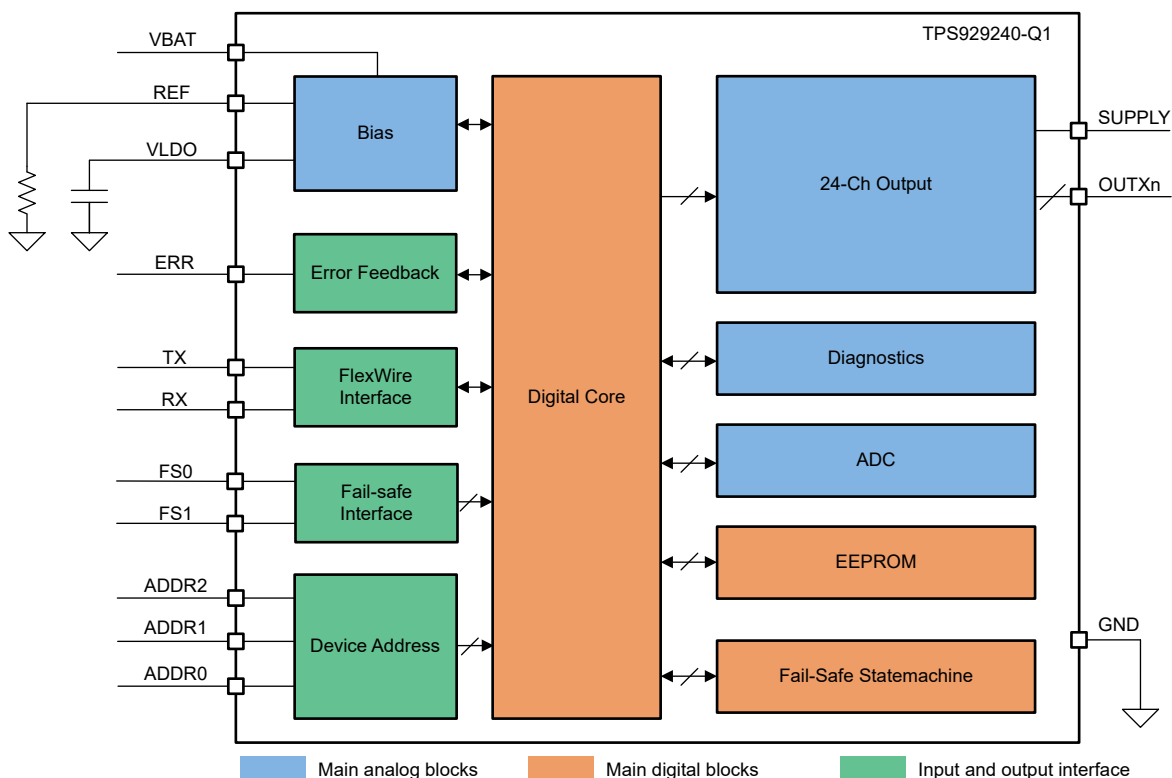 TPS929240-Q1
VBAT
REF
VLDO
ERR
TX
RX
FS0
FS1
ADDR2
ADDR1
ADDR0
Bias
Error Feedback
FlexWire
Interface
Fail-safe
Interface
Device Address
Digital Core
24-Ch Output
Diagnostics
ADC
EEPROM
Fail-Safe Statemachine
SUPPLY
OUTXn
GND
Main analog blocks
Main digital blocks
Input and output interface